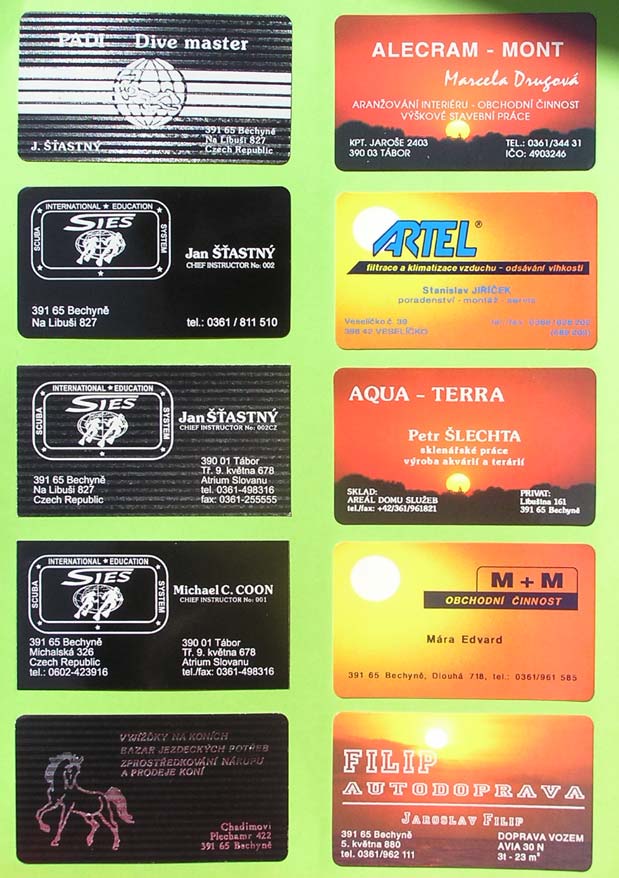 PADI Dive master
J. ŠŤASTNÝ
391 65 Bechyně
Na Libuši 827
Czech Republic
INTERNATIONAL ★ EDUCATION
SCUBA
SIES
SYSTEM
Jan ŠŤASTNÝ
CHIEF INSTRUCTOR No: 002
391 65 Bechyně
Na Libuši 827
tel.: 0361 / 811 510
INTERNATIONAL ★ EDUCATION
SCUBA
SIES
SYSTEM
Jan ŠŤASTNÝ
CHIEF INSTRUCTOR No: 002CZ
391 65 Bechyně
Na Libuši 827
Czech Republic
390 01 Tábor
Tř. 9. května 678
Atrium Slovanu
tel. 0361-498316
fax: 0361-255555
INTERNATIONAL ★ EDUCATION
SCUBA
SIES
SYSTEM
Michael C. COON
CHIEF INSTRUCTOR No: 001
391 65 Bechyně
Michalská 326
Czech Republic
tel.: 0602-423916
390 01 Tábor
Tř. 9. května 678
Atrium Slovanu
tel./fax: 0361-498316
VYJÍŽĎKY NA KONÍCH
BAZAR JEZDECKÝCH POTŘEB
ZPROSTŘEDKOVÁNÍ NÁKUPU
A PRODEJE KONÍ
Chadimovi
422
391 65 Bechyně
ALECRAM - MONT
Marcela Drugová
ARANŽOVÁNÍ INTERIÉRU - OBCHODNÍ ČINNOST
VÝŠKOVÉ STAVEBNÍ PRÁCE
KPT. JAROŠE 2403
390 03 TÁBOR
TEL.: 0361/344 31
IČO: 4903246
ARTEL®
filtrace a klimatizace vzduchu - odsávání vlhkosti
Stanislav JIŘÍČEK
poradenství - montáž - servis
Veselíčko č. 39
398 42 VESELÍČKO
tel./fax:
AQUA - TERRA
Petr ŠLECHTA
sklenářské práce
výroba akvárií a terárií
SKLAD:
AREÁL DOMU SLUŽEB
tel./fax: +42/361/961821
PRIVAT:
Libušina 161
391 65 Bechyně
M + M
OBCHODNÍ ČINNOST
Mára Edvard
391 65 Bechyně, Dlouhá 718, tel.: 0361/961 585
FILIP
AUTODOPRAVA
JAROSLAV FILIP
391 65 Bechyně
5. května 880
tel. 0361/962 111
DOPRAVA VOZEM
AVIA 30 N
3t - 23 m³